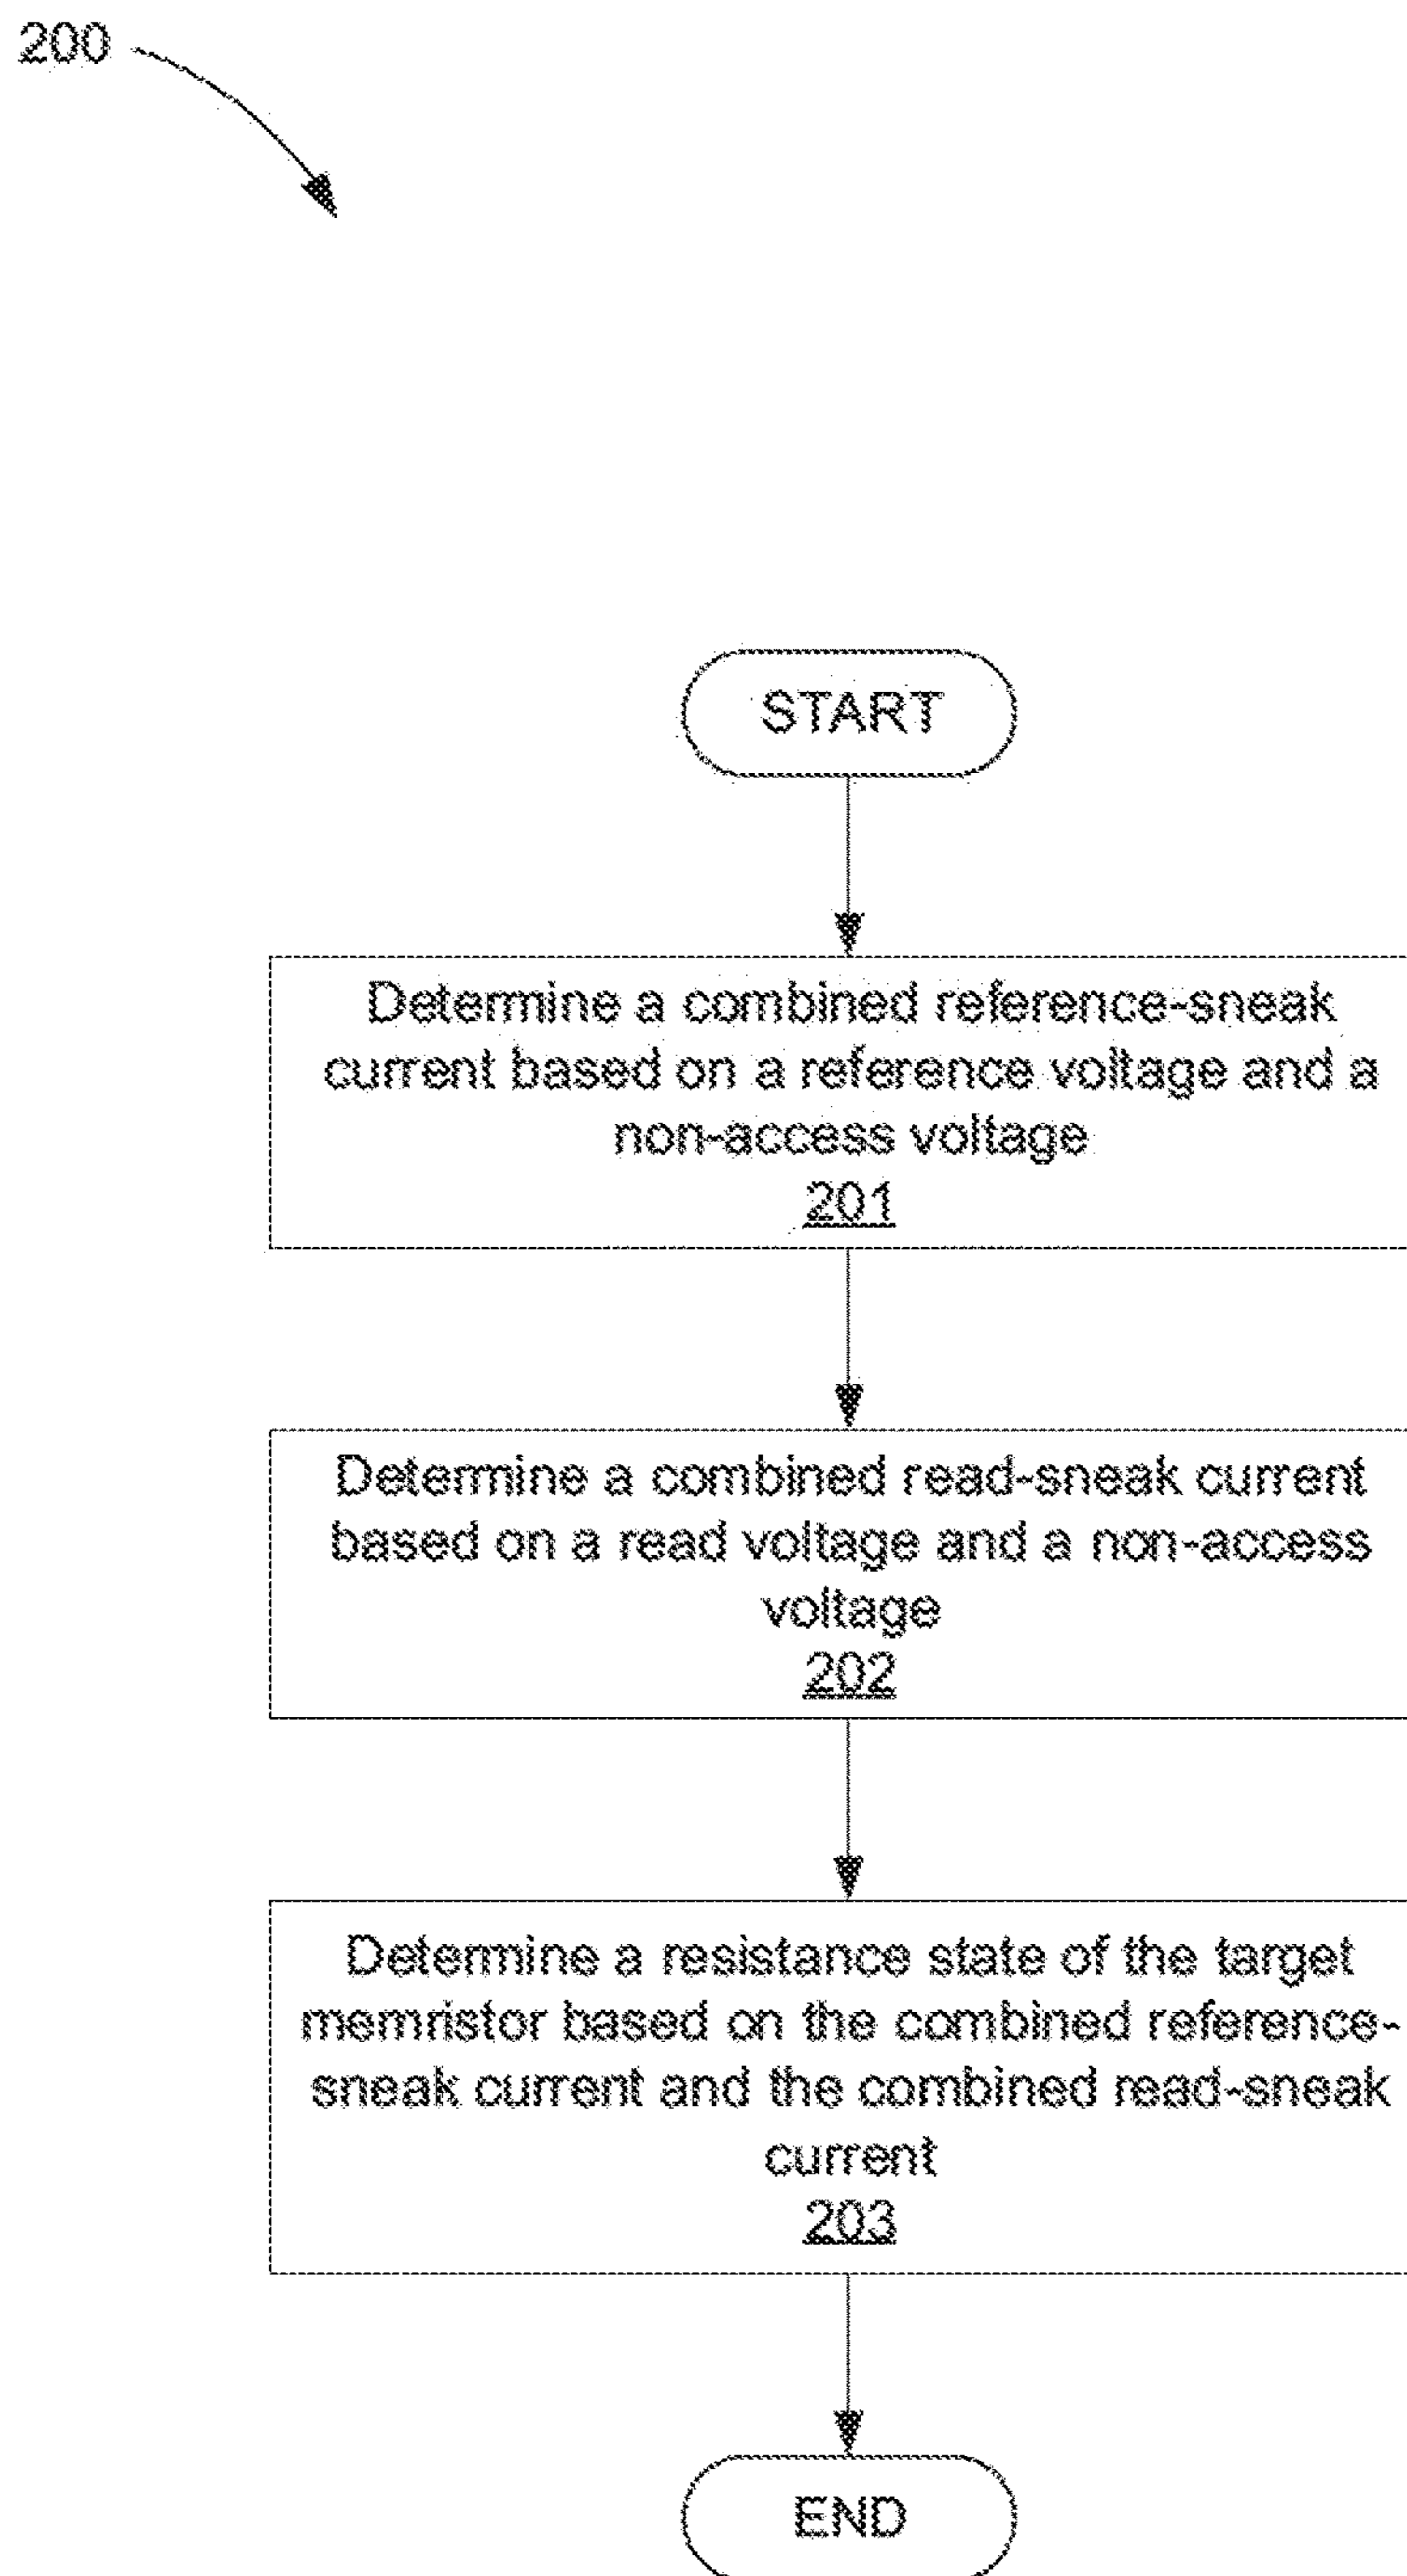 200
START
Determine a combined reference-sneak
current based on a reference voltage and a
non-access voltage
201
Determine a combined read-sneak current
based on a read voltage and a non-access
voltage
202
Determine a resistance state of the target
memristor based on the combined reference-
sneak current and the combined read-sneak
current
203
END